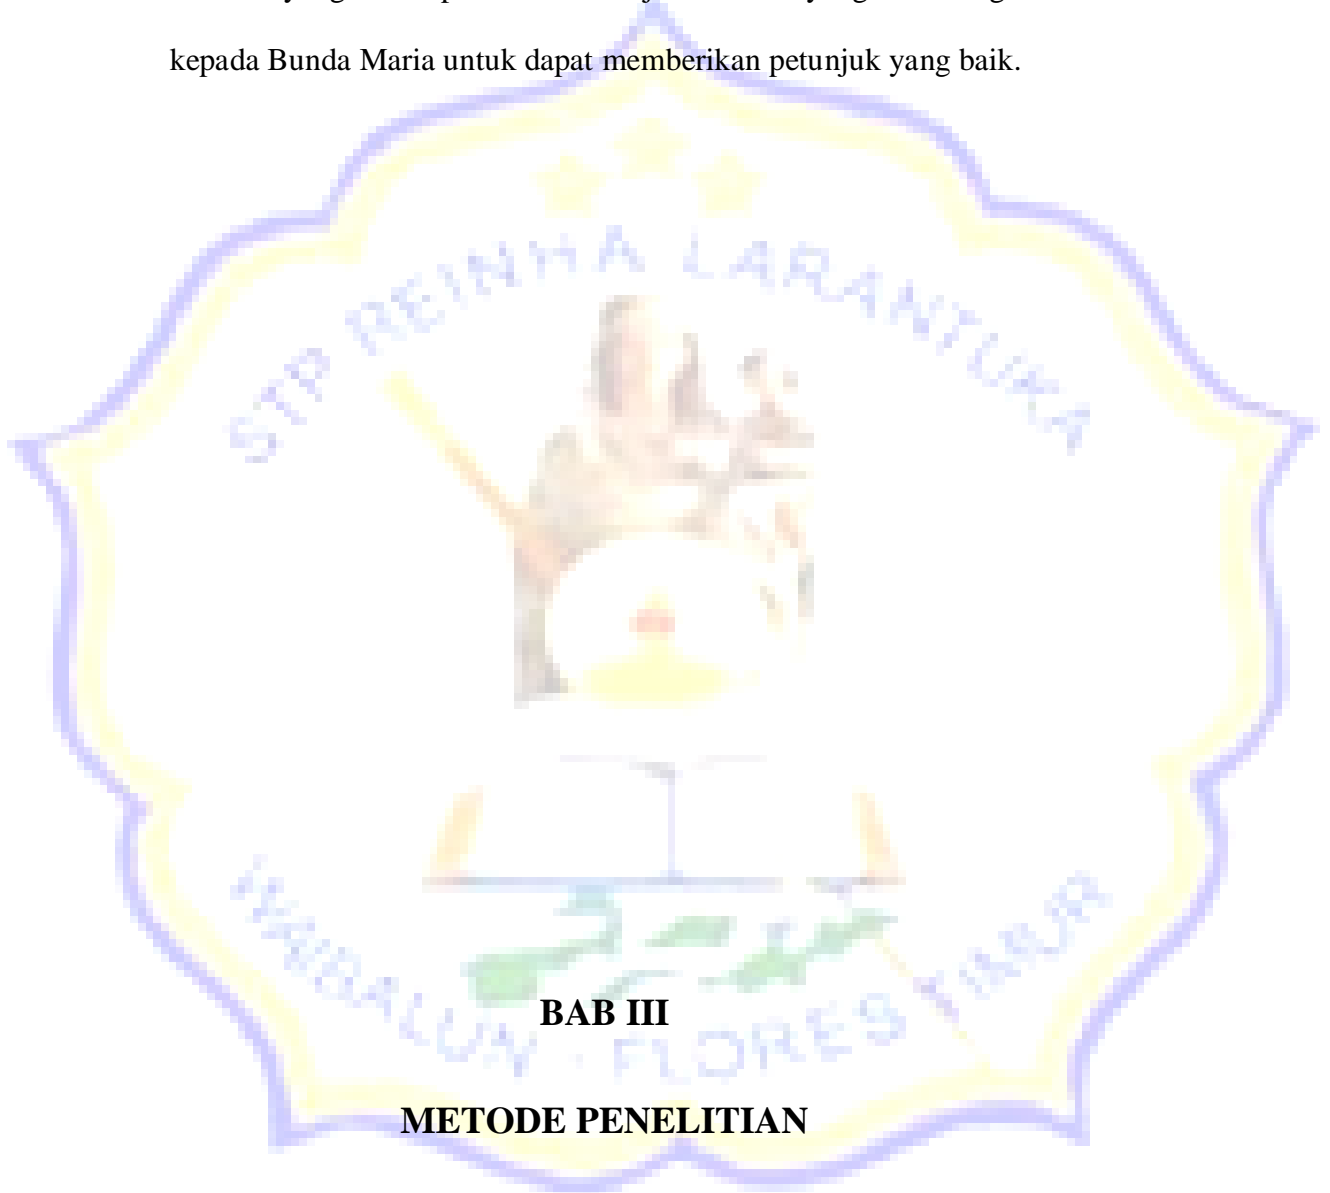 kepada Bunda Maria untuk dapat memberikan petunjuk yang baik.
STP REINHA LARANTUKA
BAB III
WAIBALUN - FLORES TIMUR
METODE PENELITIAN